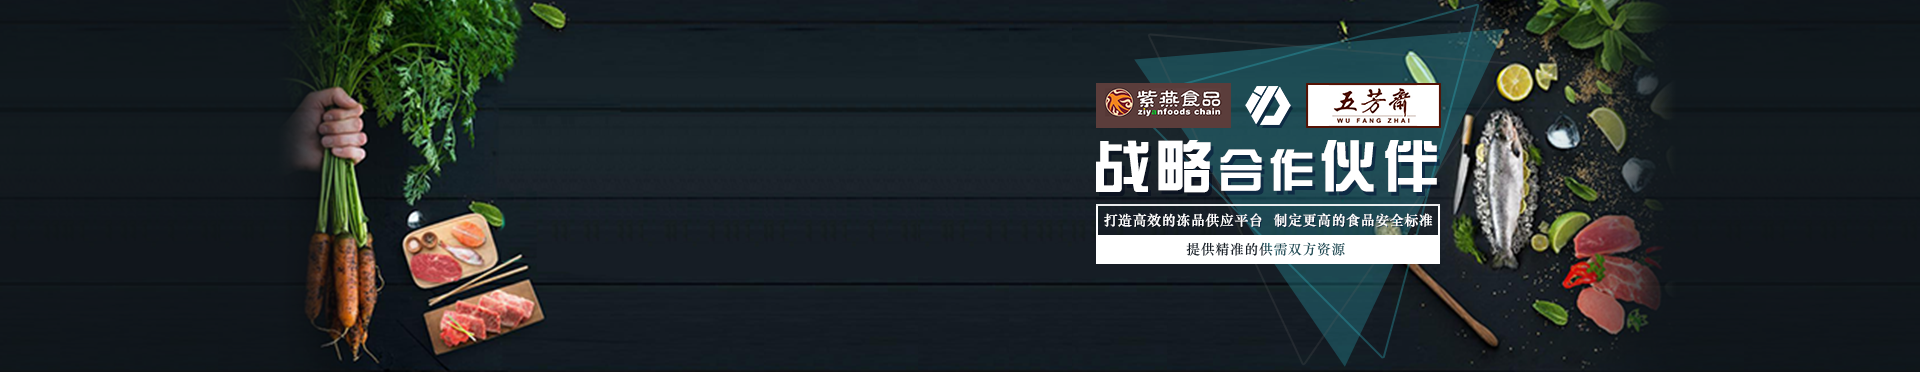 紫燕食品
ziyanfoods chain
五芳斋
WU FANG ZHAI
战略合作伙伴
打造高效的冻品供应平台 制定更高的食品安全标准
提供精准的供需双方资源